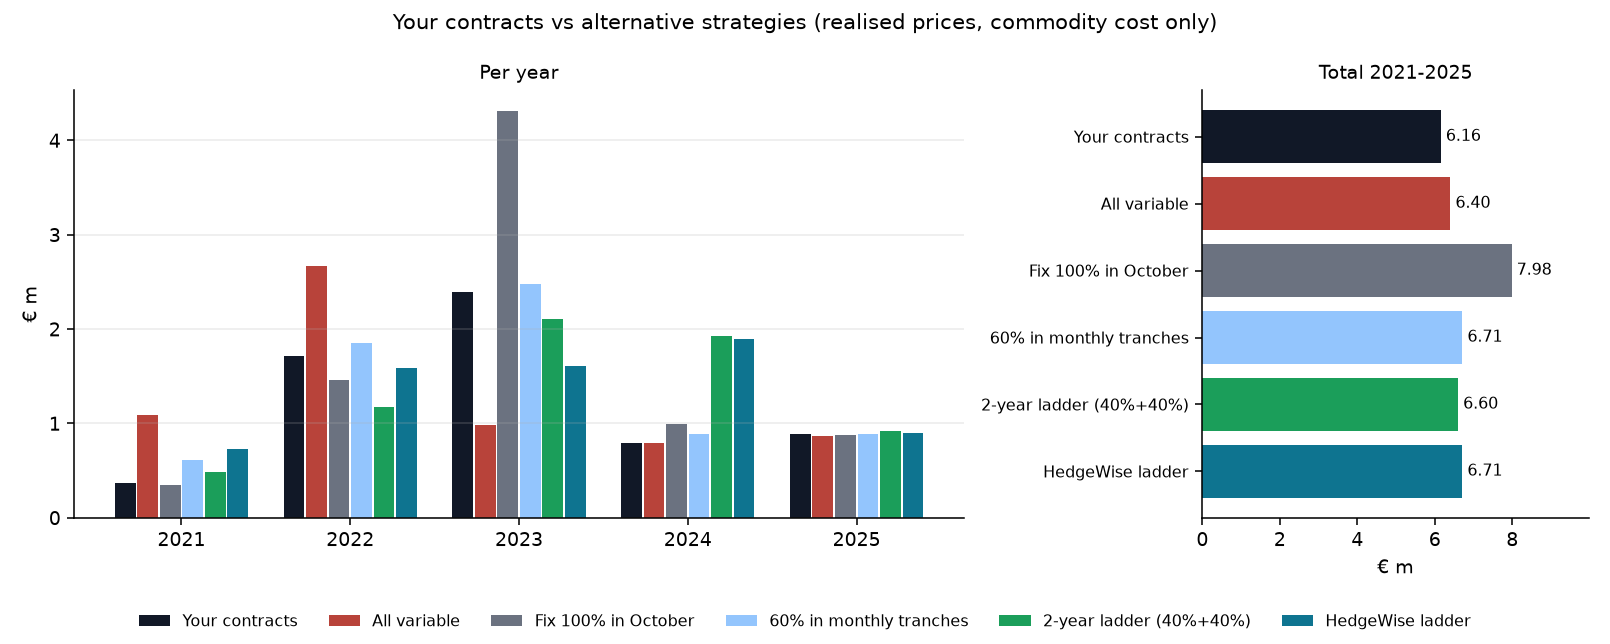 Your contracts vs alternative strategies (realised prices, commodity cost only)
Per year
€ m
4
3
2
1
0
2021
2022
2023
2024
2025
Total 2021-2025
Your contracts
6.16
All variable
6.40
Fix 100% in October
7.98
60% in monthly tranches
6.71
2-year ladder (40%+40%)
6.60
HedgeWise ladder
6.71
0
2
4
6
8
€ m
Your contracts
All variable
Fix 100% in October
60% in monthly tranches
2-year ladder (40%+40%)
HedgeWise ladder